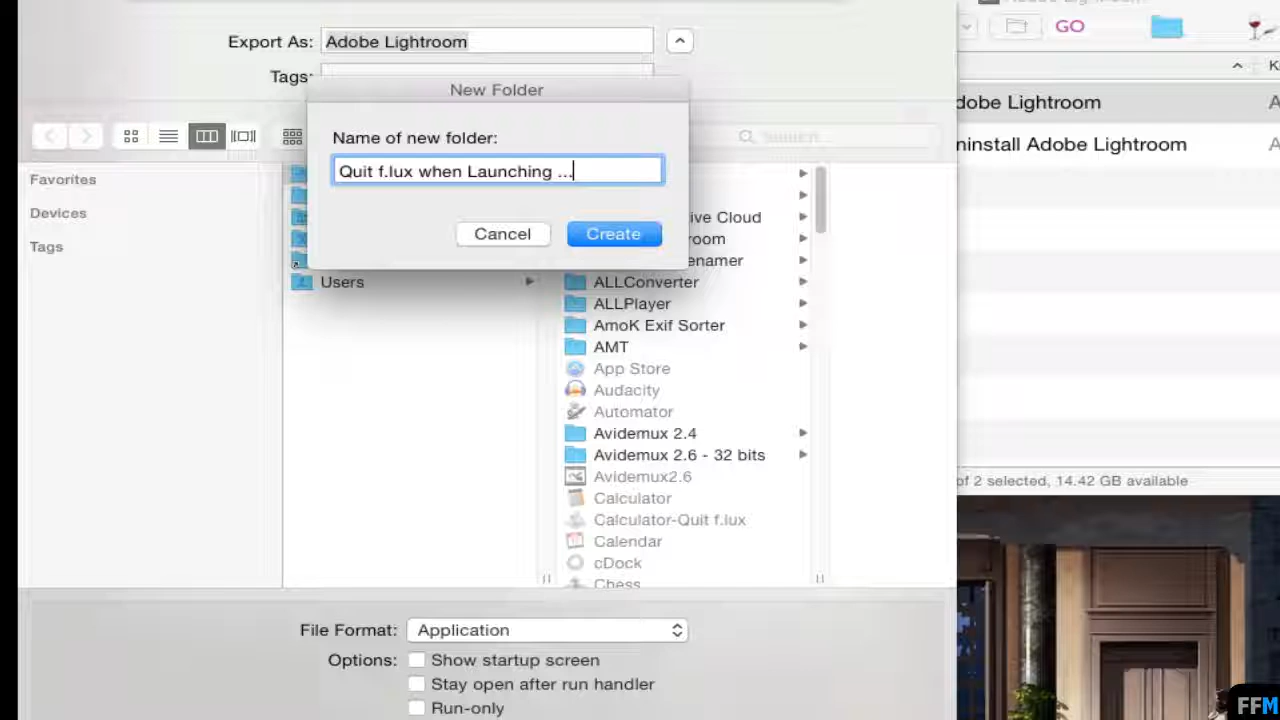 Export As: Adobe Lightroom
GO
Tags:
New Folder
Name of new folder:
Quit f.lux when Launching ...
Cancel Create
dobe Lightroom
ninstall Adobe Lightroom
Favorites
Devices
Tags
ive Cloud
room
enamer
Users
ALLConverter
ALLPlayer
AmoK Exif Sorter
AMT
App Store
Audacity
Automator
Avidemux 2.4
Avidemux 2.6 - 32 bits
Avidemux2.6
Calculator
Calculator-Quit f.lux
Calendar
cDock
Chess
of 2 selected, 14.42 GB available
File Format: Application
Options: Show startup screen
Stay open after run handler
Run-only
FFM